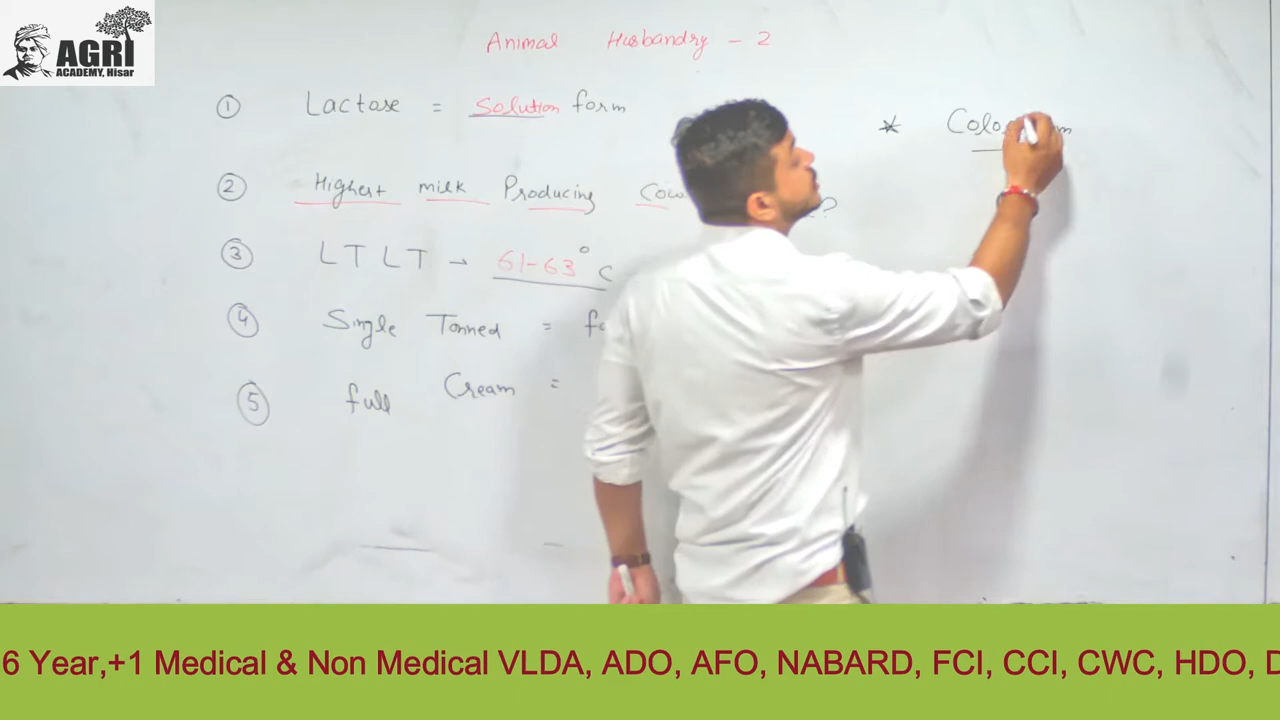 AGRI
ACADEMY, Hisar
Animal Husbandry - 2
① Lactose = Solution form
② Highest milk Producing Cow ?
③ LTLT → 61-63° C
④ Single Tonned =
⑤ full Cream =
* Colo m
6 Year,+1 Medical & Non Medical VLDA, ADO, AFO, NABARD, FCI, CCI, CWC, HDO, D